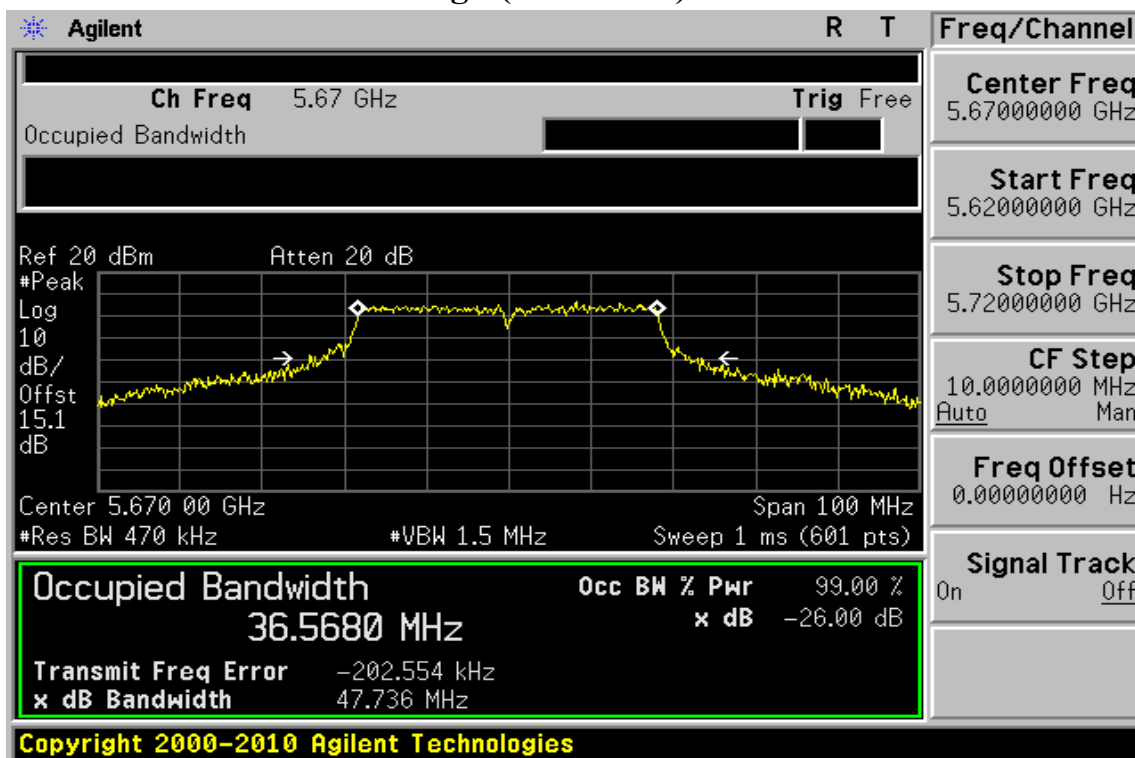 Agilent R T
Freq/Channel
Ch Freq 5.67 GHz Trig Free
Occupied Bandwidth
Center Freq
5.67000000 GHz
Start Freq
5.62000000 GHz
Stop Freq
5.72000000 GHz
CF Step
10.0000000 MHz
Auto Man
Freq Offset
0.00000000 Hz
Signal Track
On Off
Ref 20 dBm Atten 20 dB
#Peak
Log
10
dB/
Offst
15.1
dB
Center 5.670 00 GHz Span 100 MHz
#Res BW 470 kHz #VBW 1.5 MHz Sweep 1 ms (601 pts)
Occupied Bandwidth Occ BW % Pwr 99.00 %
36.5680 MHz x dB -26.00 dB
Transmit Freq Error -202.554 kHz
x dB Bandwidth 47.736 MHz
Copyright 2000-2010 Agilent Technologies